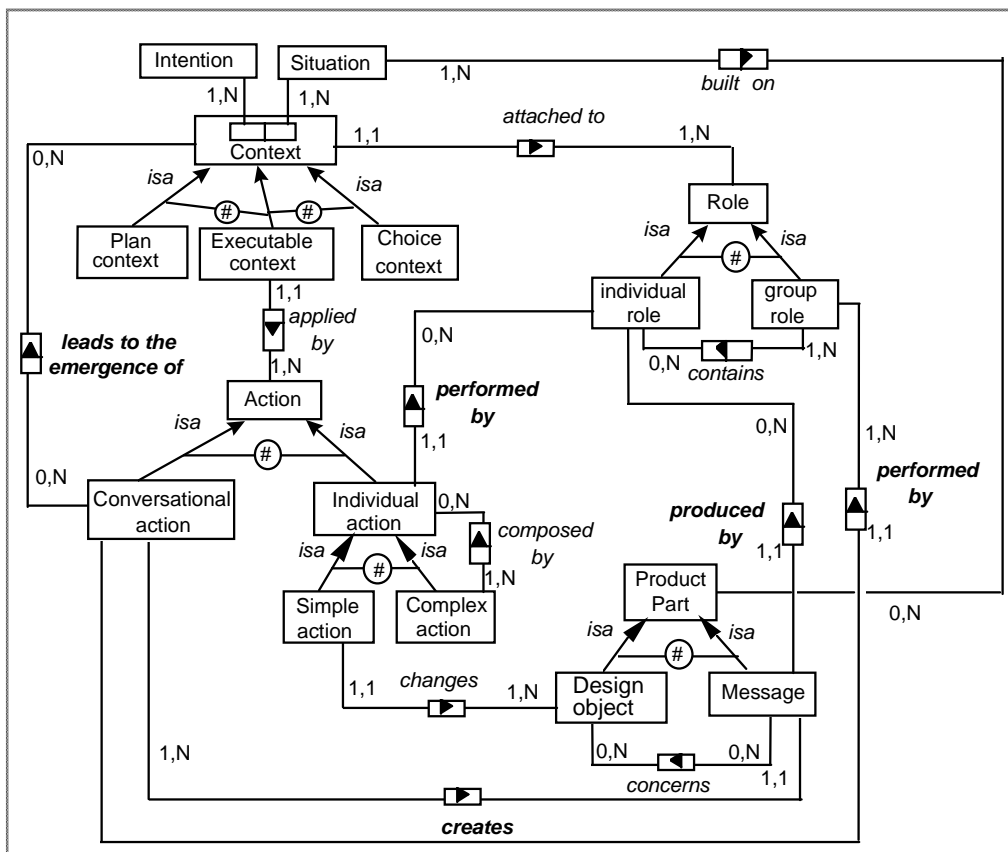 Intention
Situation
1,N
built on
1,N
1,N
attached to
0,N
1,1
1,N
Context
isa
isa
#
#
Role
Plan
context
Executable
context
Choice
context
isa
isa
#
1,1
individual
role
group
role
applied
by
0,N
0,N
1,N
contains
leads to the
emergence of
1,N
Action
performed
by
isa
isa
#
0,N
1,N
1,1
0,N
Conversational
action
Individual
action
0,N
performed
by
produced
by
composed
by
1,1
1,1
isa
isa
#
1,N
Product
Part
Simple
action
Complex
action
0,N
isa
isa
#
1,1
changes
1,N
Design
object
Message
1,N
0,N
0,N
concerns
1,1
creates